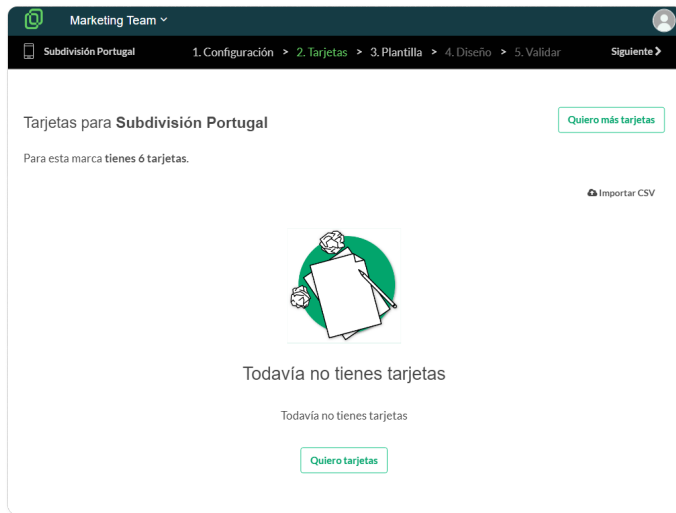 Marketing Team
Subdivisión Portugal 1. Configuración > 2. Tarjetas > 3. Plantilla > 4. Diseño > 5. Validar Siguiente
Tarjetas para Subdivisión Portugal
Quiero más tarjetas
Para esta marca tienes 6 tarjetas.
Importar CSV
Todavía no tienes tarjetas
Todavía no tienes tarjetas
Quiero tarjetas